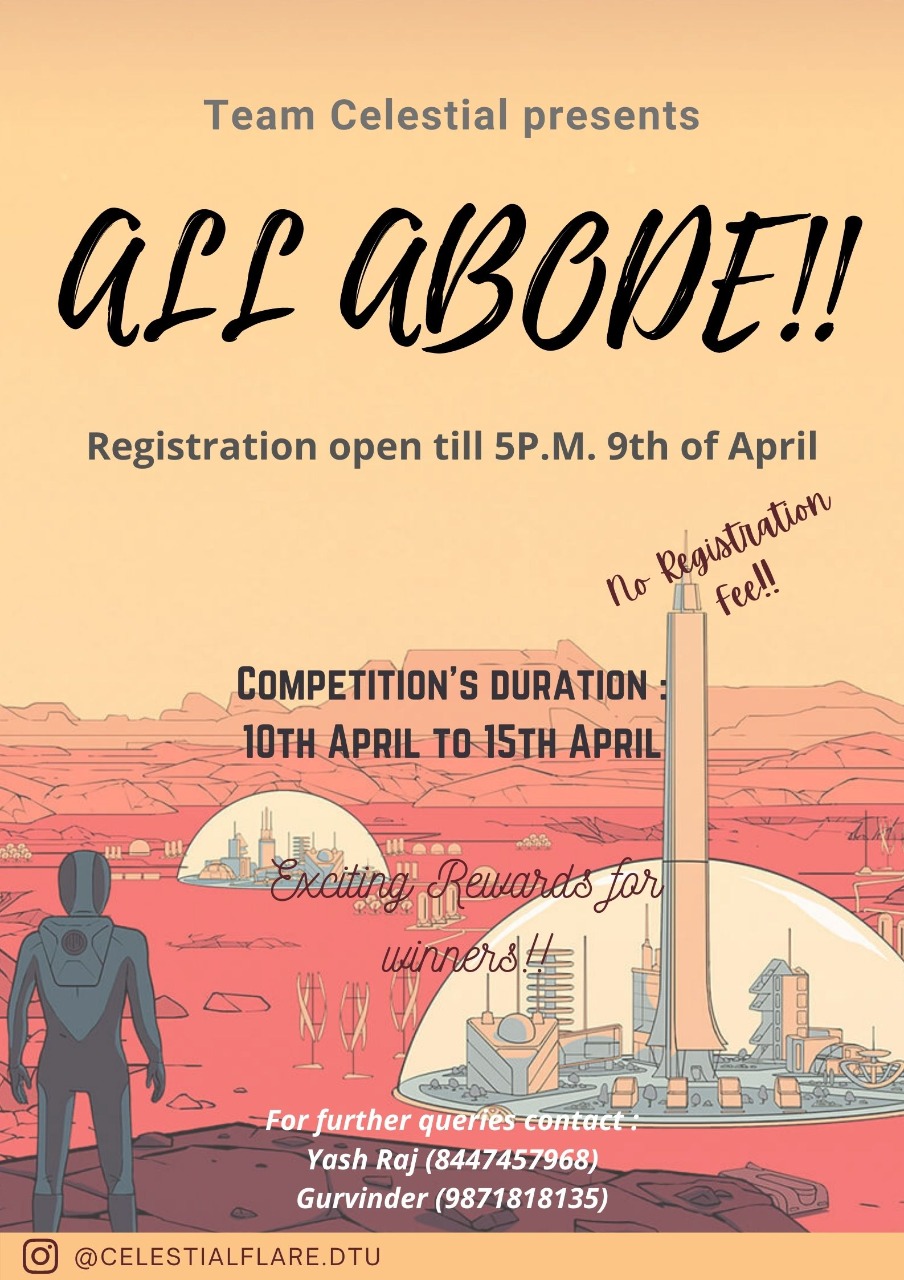 Team Celestial presents
ALL ABODE!!
Registration open till 5P.M. 9th of April
No Registration
Fee!!
Competition's duration :
10th April to 15th April
Exciting Rewards for
winners!!
For further queries contact :
Yash Raj (8447457968)
Gurvinder (9871818135)
@CELESTIALFLARE.DTU